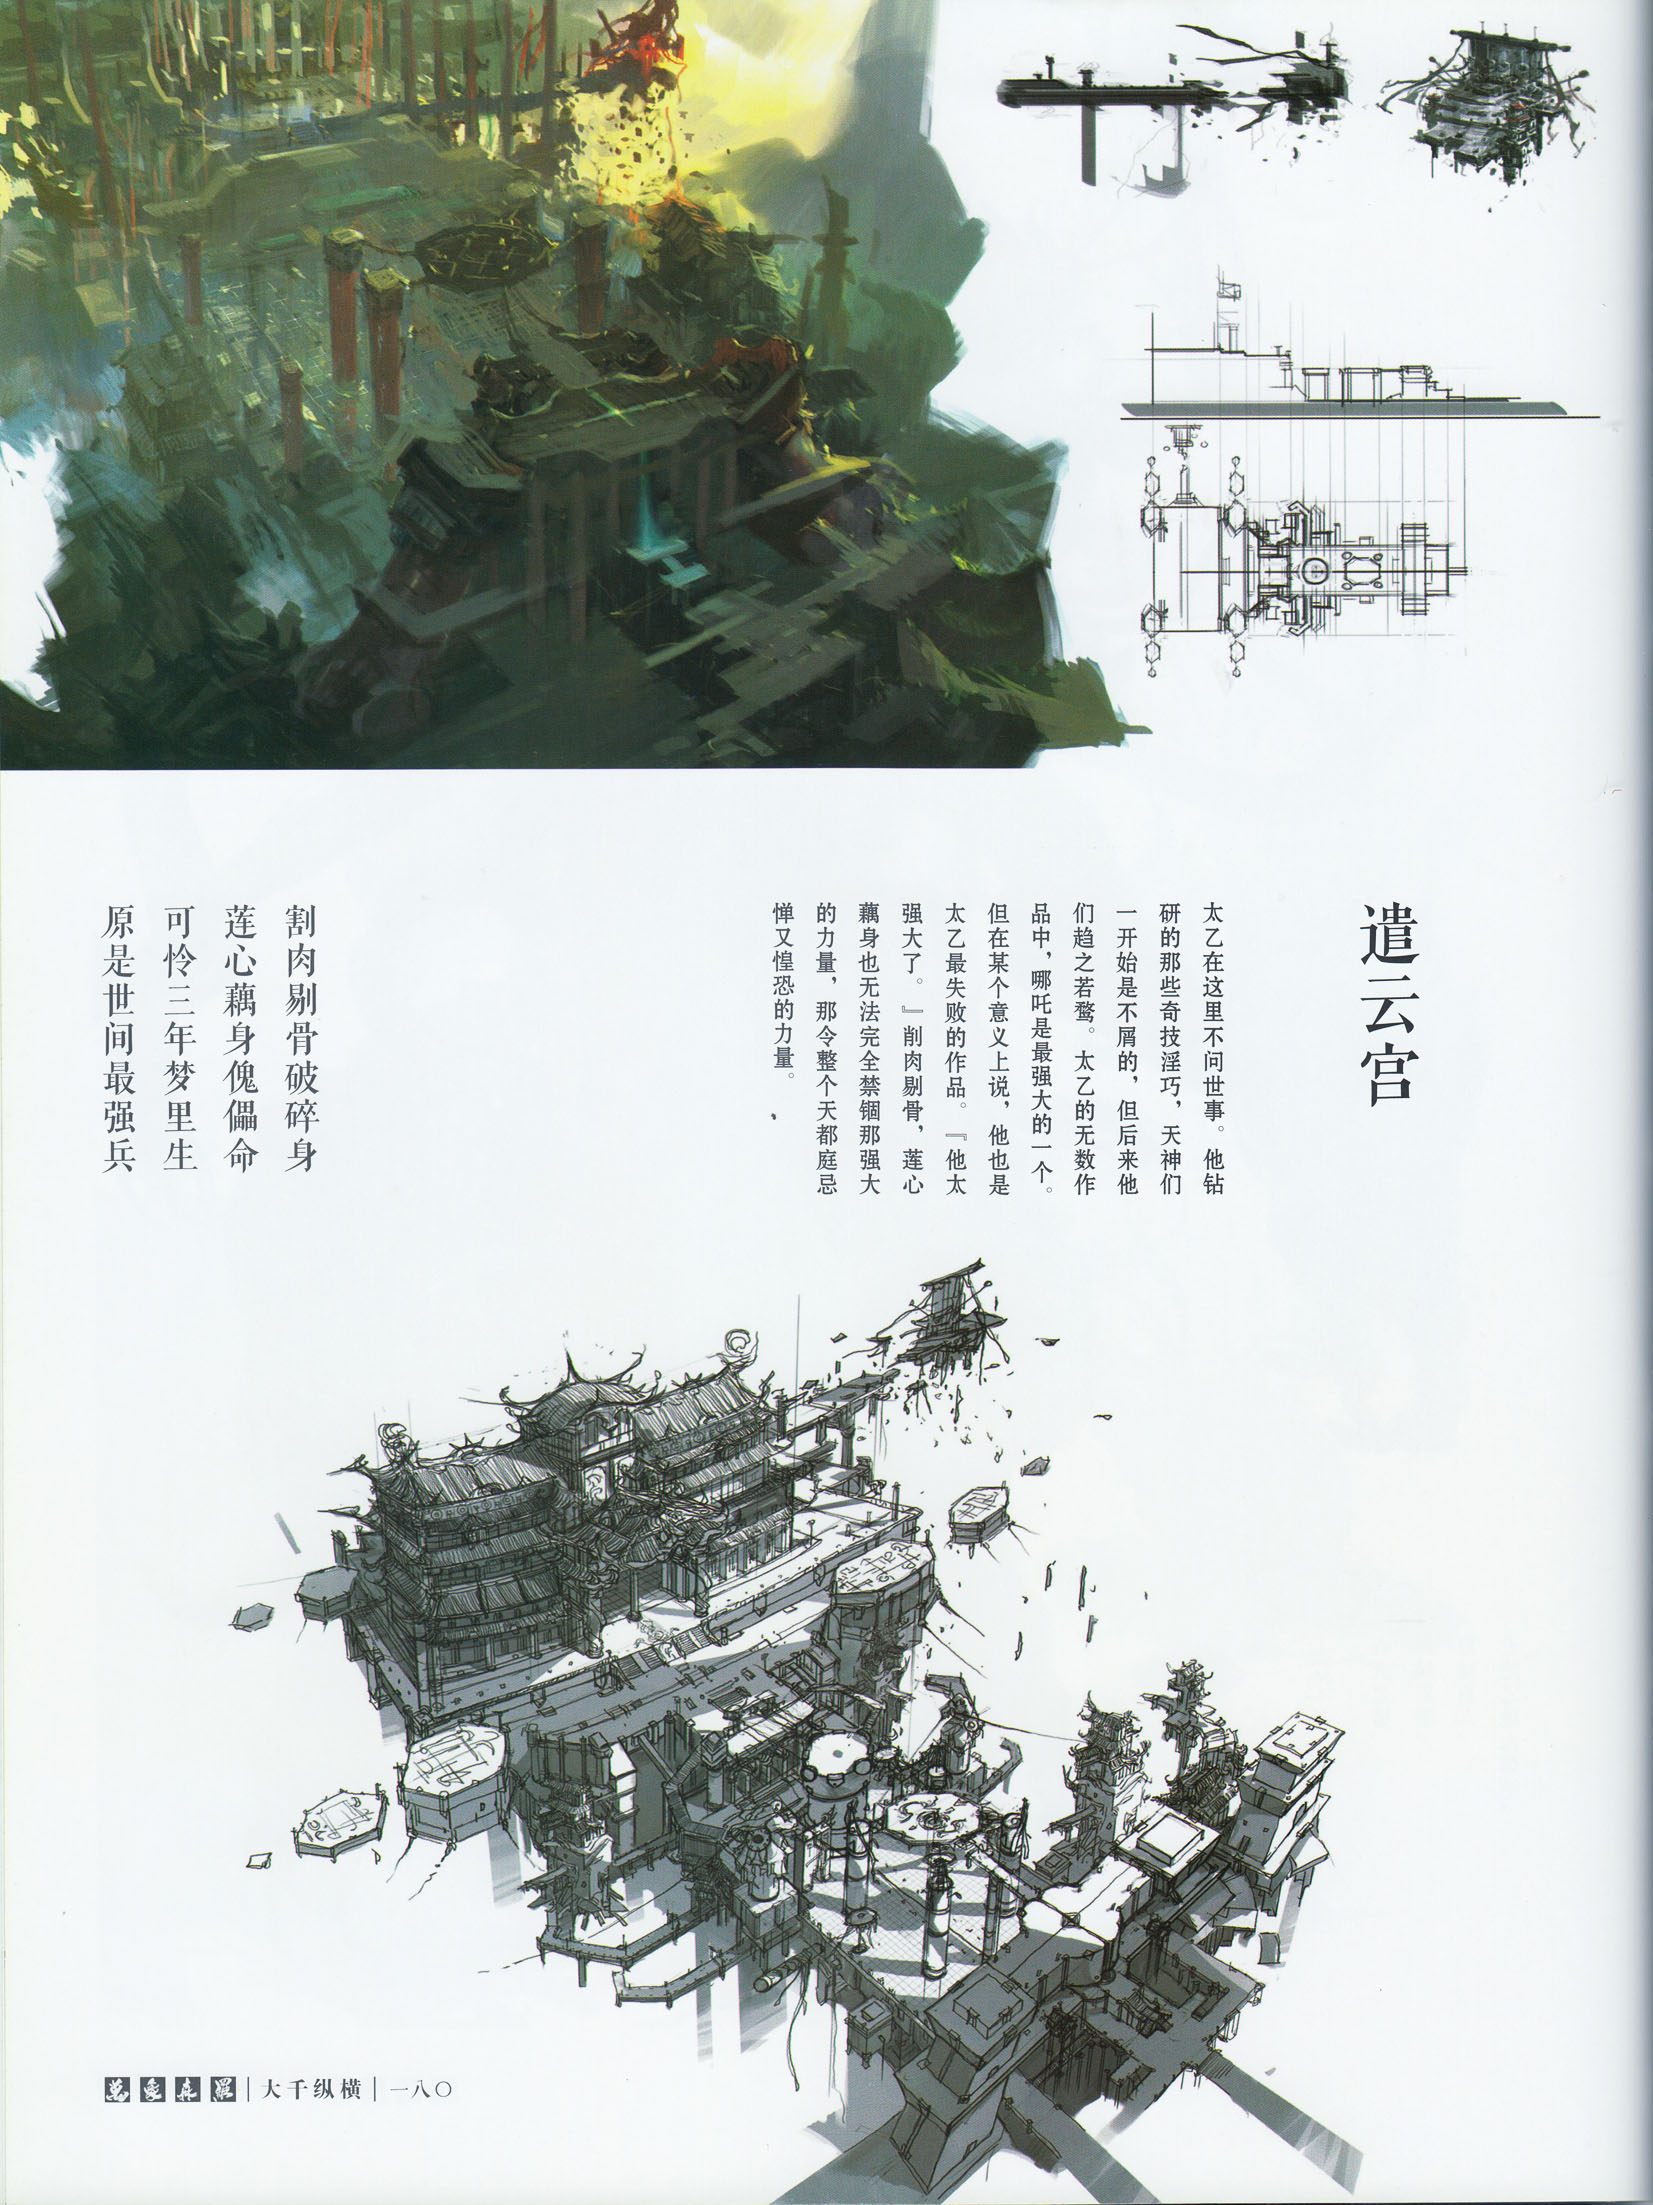 遣云宫
太乙在这里不问世事。他钻
研的那些奇技淫巧，天神们
一开始是不屑的，但后来他
们趋之若鹜。太乙的无数作
品中，哪吒是最强大的一个。
但在某个意义上说，他也是
太乙最失败的作品。『他太
强大了。』削肉剔骨，莲心
藕身也无法完全禁锢那强大
的力量，那令整个天都庭忌
惮又惶恐的力量。
割肉剔骨破碎身
莲心藕身傀儡命
可怜三年梦里生
原是世间最强兵
萬象森羅|大千纵横|一八〇